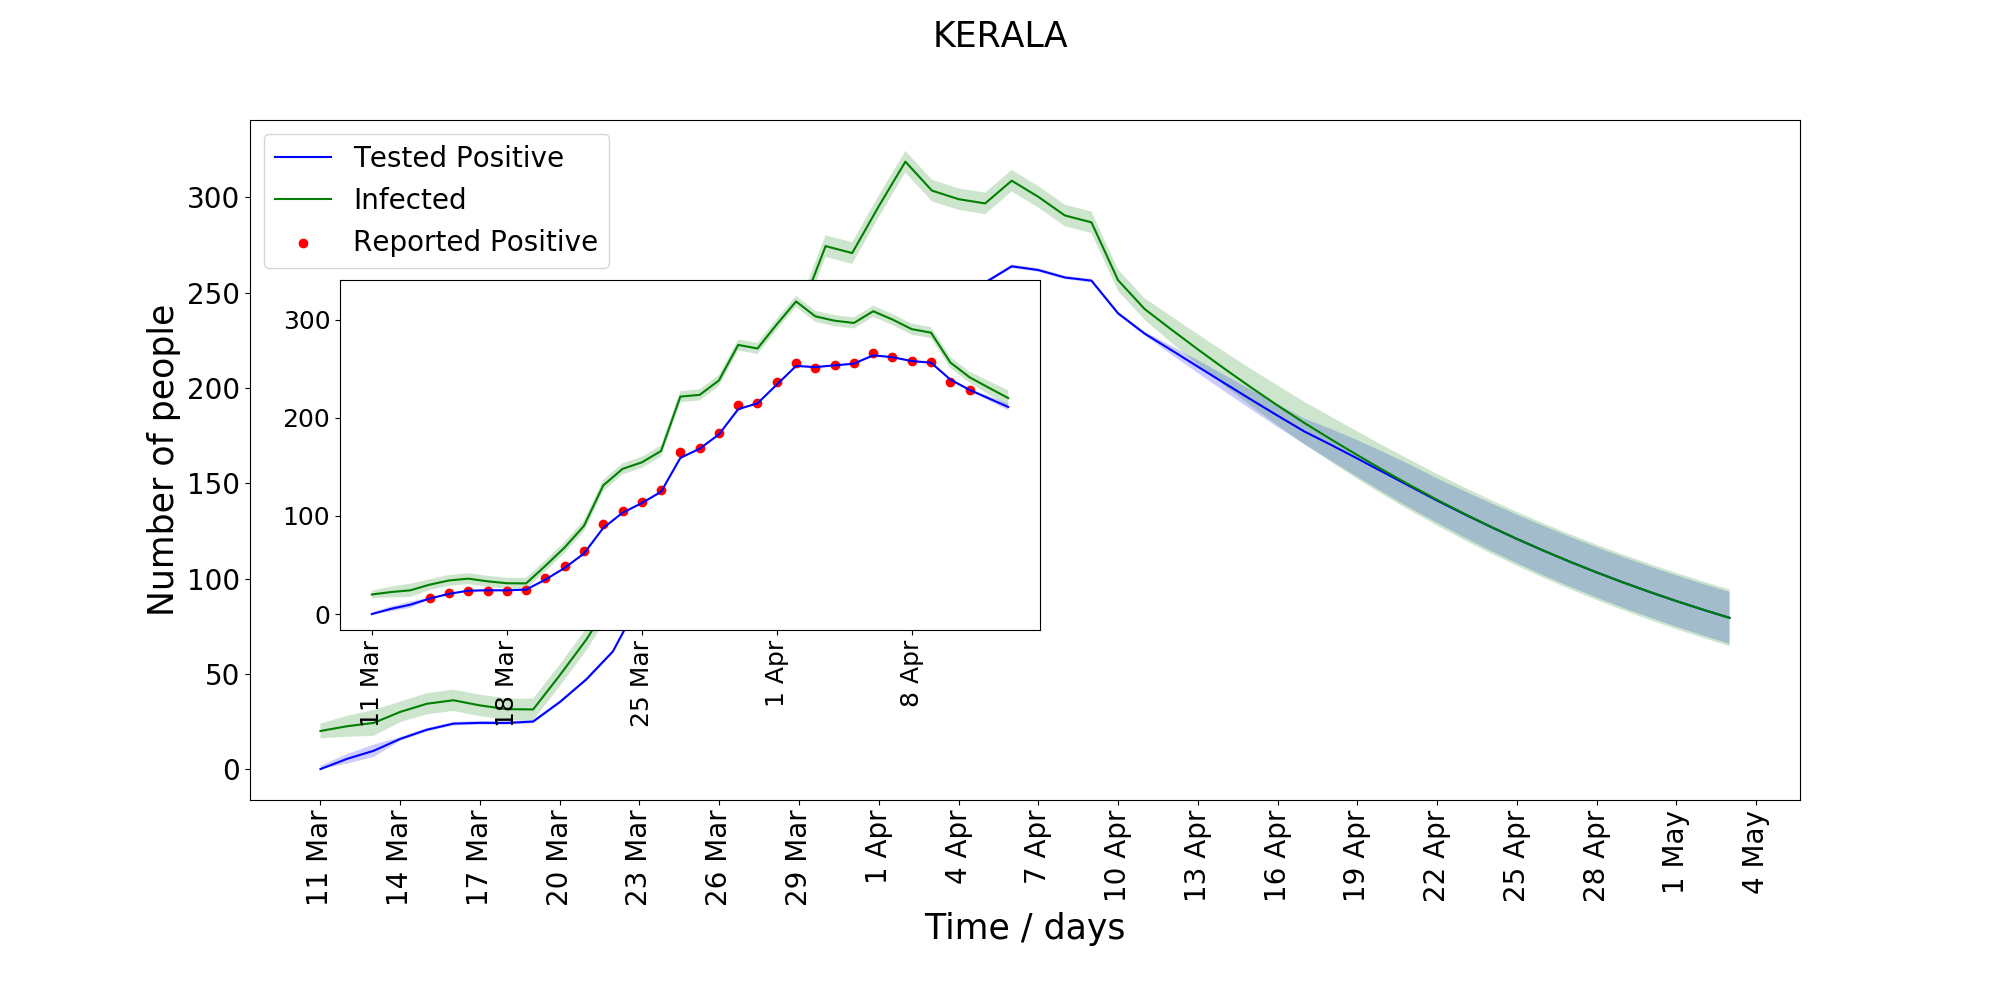 KERALA
Tested Positive
Infected
Reported Positive
Number of people
300
250
200
150
100
50
0
300
200
100
0
11 Mar
18 Mar
25 Mar
1 Apr
8 Apr
11 Mar
14 Mar
17 Mar
20 Mar
23 Mar
26 Mar
29 Mar
1 Apr
4 Apr
7 Apr
10 Apr
13 Apr
16 Apr
19 Apr
22 Apr
25 Apr
28 Apr
1 May
4 May
Time / days